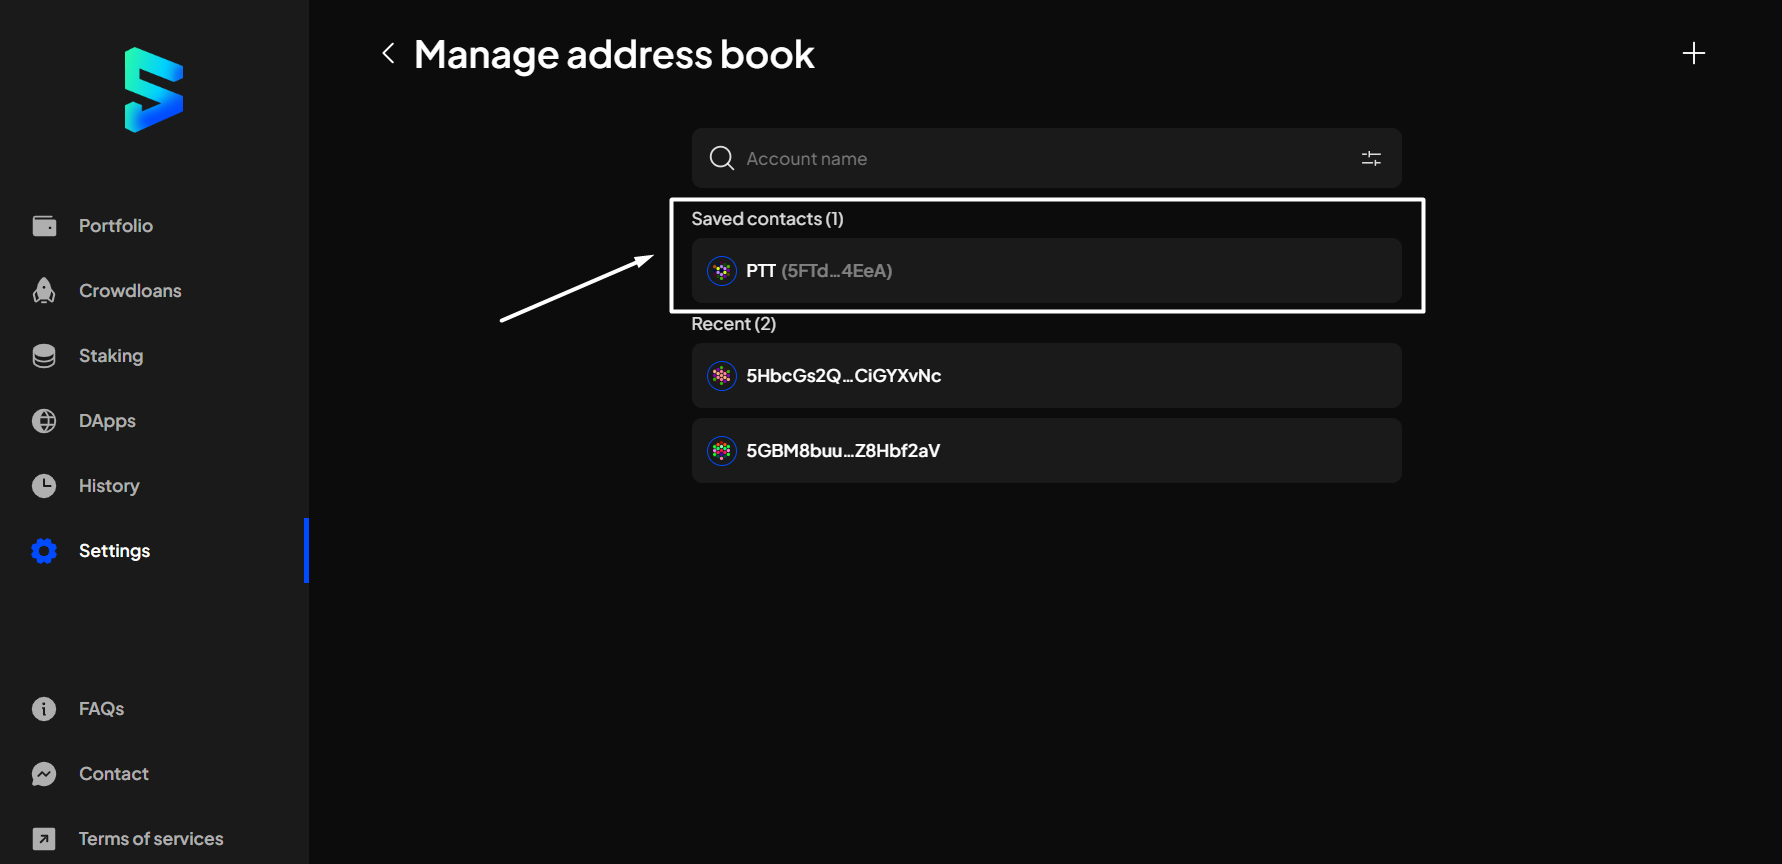 Manage address book
Account name
Saved contacts (1)
PTT (5FTd...4EeA)
Recent (2)
5HbcGs2Q...CiGYXvNc
5GBM8buu...Z8Hbf2aV
Portfolio
Crowdloans
Staking
DApps
History
Settings
FAQs
Contact
Terms of services